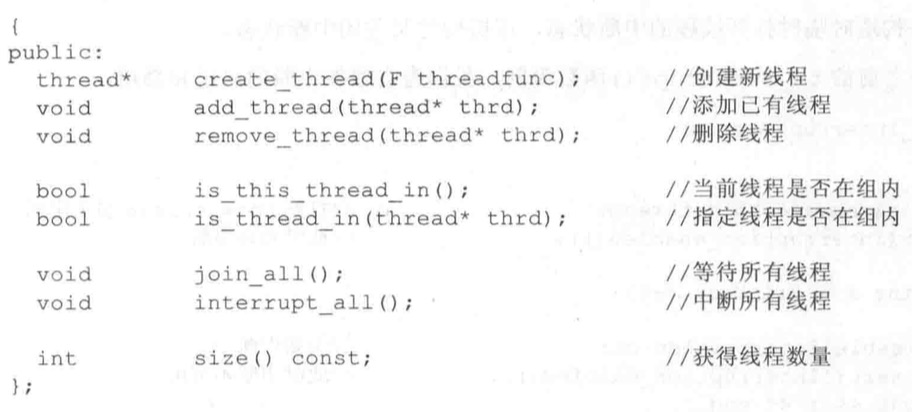 {
public:
thread* create_thread(F threadfunc); //创建新线程
void add_thread(thread* thrd); //添加已有线程
void remove_thread(thread* thrd); //删除线程
bool is_this_thread_in(); //当前线程是否在组内
bool is_thread_in(thread* thrd); //指定线程是否在组内
void join_all(); //等待所有线程
void interrupt_all(); //中断所有线程
int size() const; //获得线程数量
};